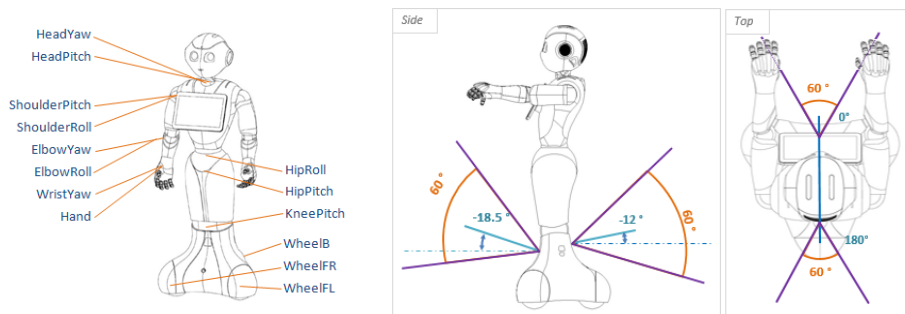 HeadYaw
HeadPitch
ShoulderPitch
ShoulderRoll
ElbowYaw
ElbowRoll
WristYaw
Hand
HipRoll
HipPitch
KneePitch
WheelB
WheelFR
WheelFL
Side
60 °
-18.5 °
-12 °
60 °
Top
60 °
0°
180°
60 °